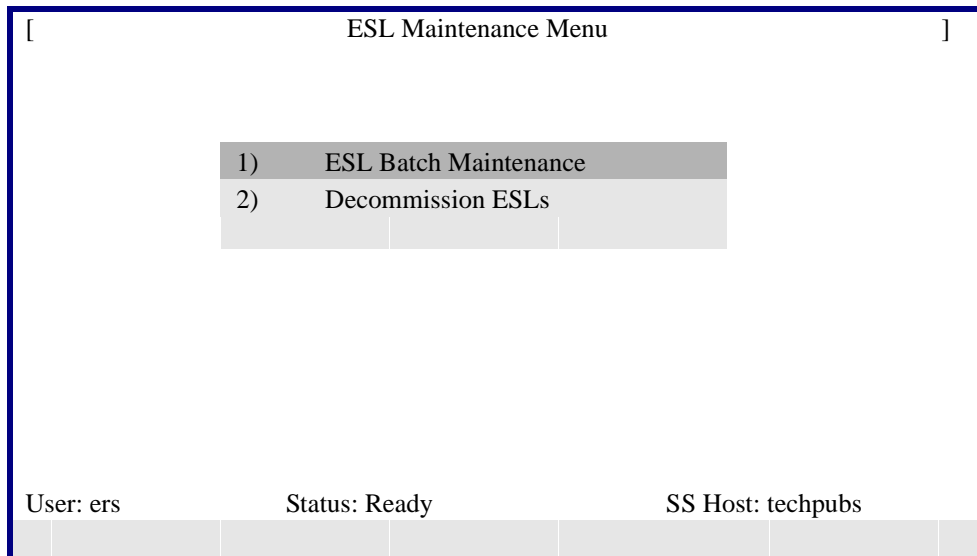 [ ESL Maintenance Menu ]
1) ESL Batch Maintenance
2) Decommission ESLs
User: ers Status: Ready SS Host: techpubs